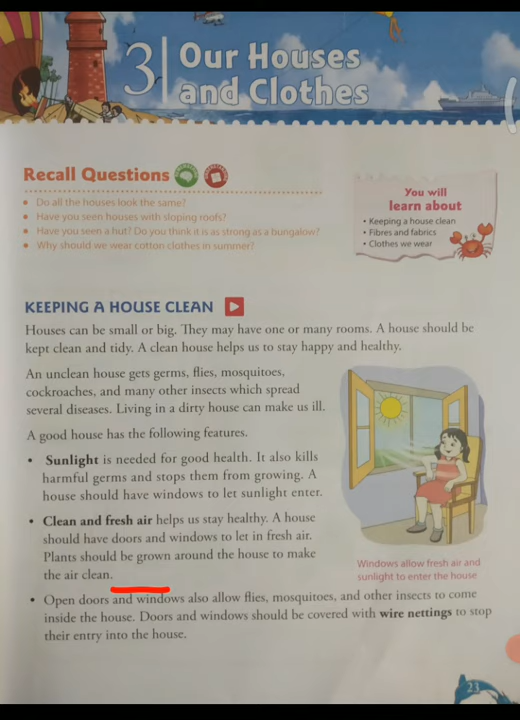 3 Our Houses
and Clothes
Recall Questions
• Do all the houses look the same?
• Have you seen houses with sloping roofs?
• Have you seen a hut? Do you think it is as strong as a bungalow?
• Why should we wear cotton clothes in summer?
You will
learn about
• Keeping a house clean
• Fibres and fabrics
• Clothes we wear
KEEPING A HOUSE CLEAN
Houses can be small or big. They may have one or many rooms. A house should be
kept clean and tidy. A clean house helps us to stay happy and healthy.
An unclean house gets germs, flies, mosquitoes,
cockroaches, and many other insects which spread
several diseases. Living in a dirty house can make us ill.
A good house has the following features.
• Sunlight is needed for good health. It also kills
harmful germs and stops them from growing. A
house should have windows to let sunlight enter.
• Clean and fresh air helps us stay healthy. A house
should have doors and windows to let in fresh air.
Plants should be grown around the house to make
the air clean.
Windows allow fresh air and
sunlight to enter the house
• Open doors and windows also allow flies, mosquitoes, and other insects to come
inside the house. Doors and windows should be covered with wire nettings to stop
their entry into the house.
23